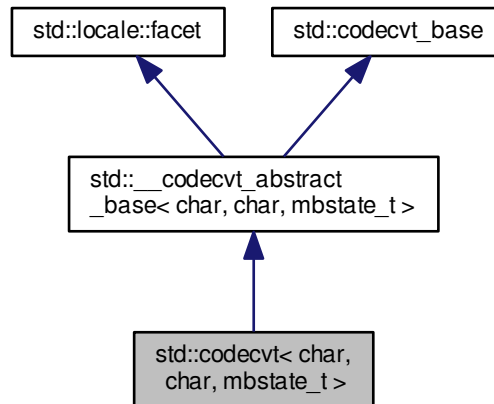 std::locale::facet
std::codecvt_base
std::__codecvt_abstract
_base< char, char, mbstate_t >
std::codecvt< char,
char, mbstate_t >